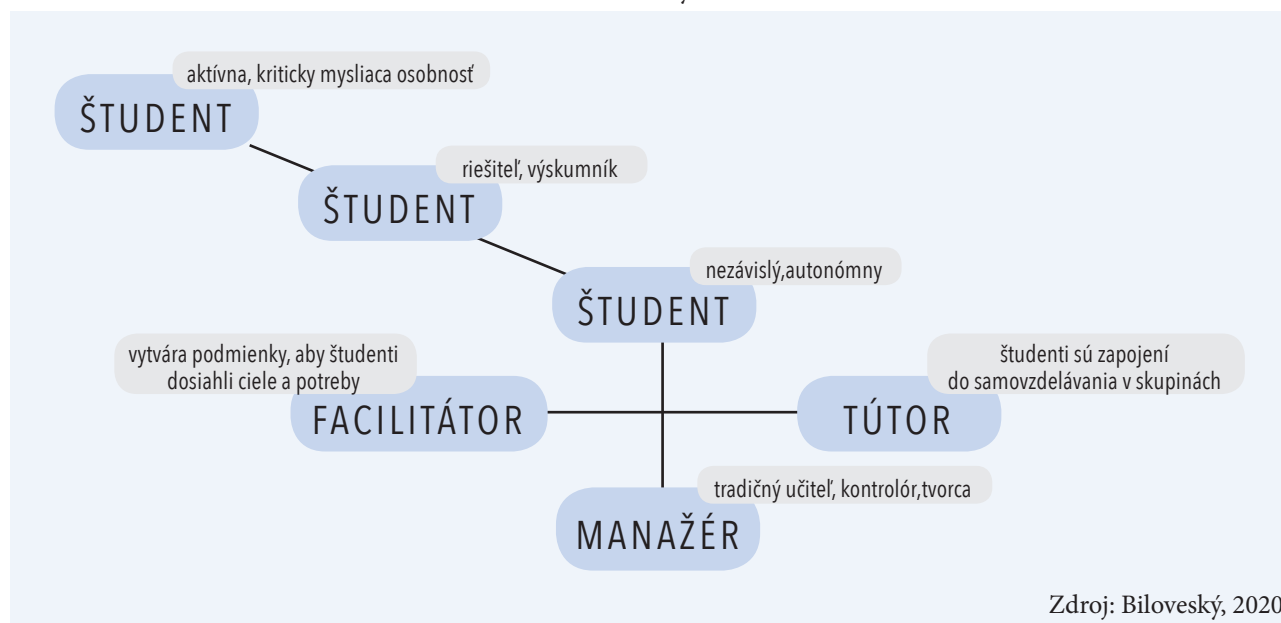 aktívna, kriticky mysliaca osobnosť
ŠTUDENT
riešiteľ, výskumník
ŠTUDENT
nezávislý,autonómny
ŠTUDENT
vytvára podmienky, aby študenti
dosiahli ciele a potreby
FACILITÁTOR
študenti sú zapojení
do samovzdelávania v skupinách
TÚTOR
tradičný učiteľ, kontrolór,tvorca
MANAŽÉR
Zdroj: Biloveský, 2020